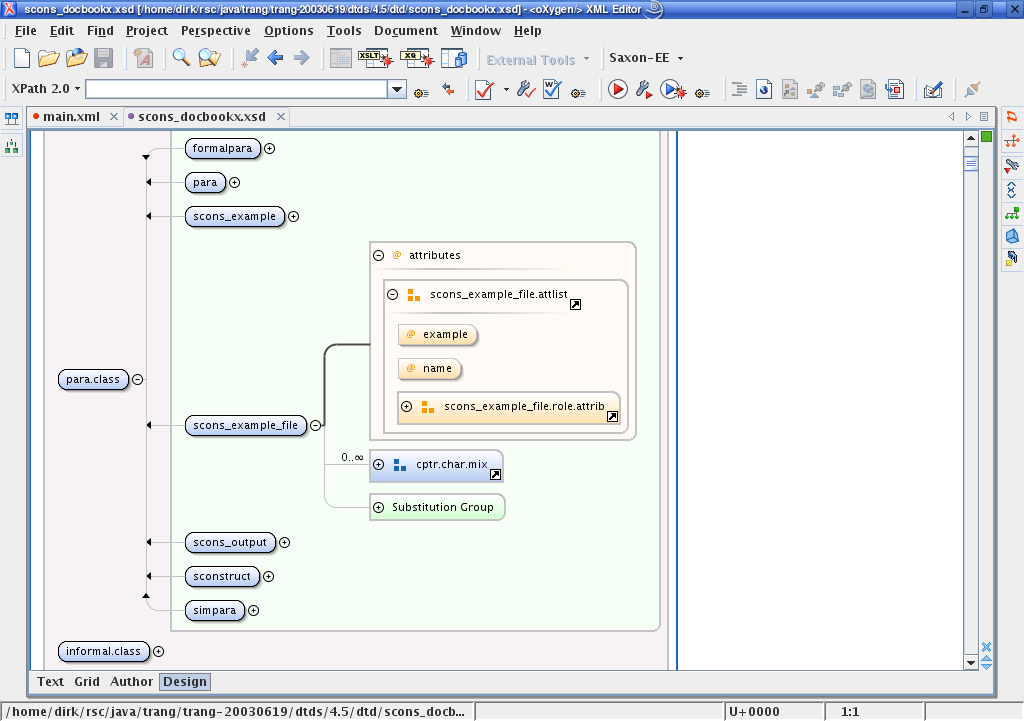 scons_docbookx.xsd [/home/dirk/rsc/java/trang/trang-20030619/dtds/4.5/dtd/scons_docbookx.xsd] - <oXygen/> XML Editor
File Edit Find Project Perspective Options Tools Document Window Help
XSLT XQ External Tools Saxon-EE
XPath 2.0
main.xml scons_docbookx.xsd
formalpara
para
scons_example
@ attributes
scons_example_file.attlist
@ example
@ name
para.class
scons_example_file.role.attrib
scons_example_file
0..∞ cptr.char.mix
Substitution Group
scons_output
sconstruct
simpara
informal.class
Text Grid Author Design
/home/dirk/rsc/java/trang/trang-20030619/dtds/4.5/dtd/scons_docb... U+0000 1:1